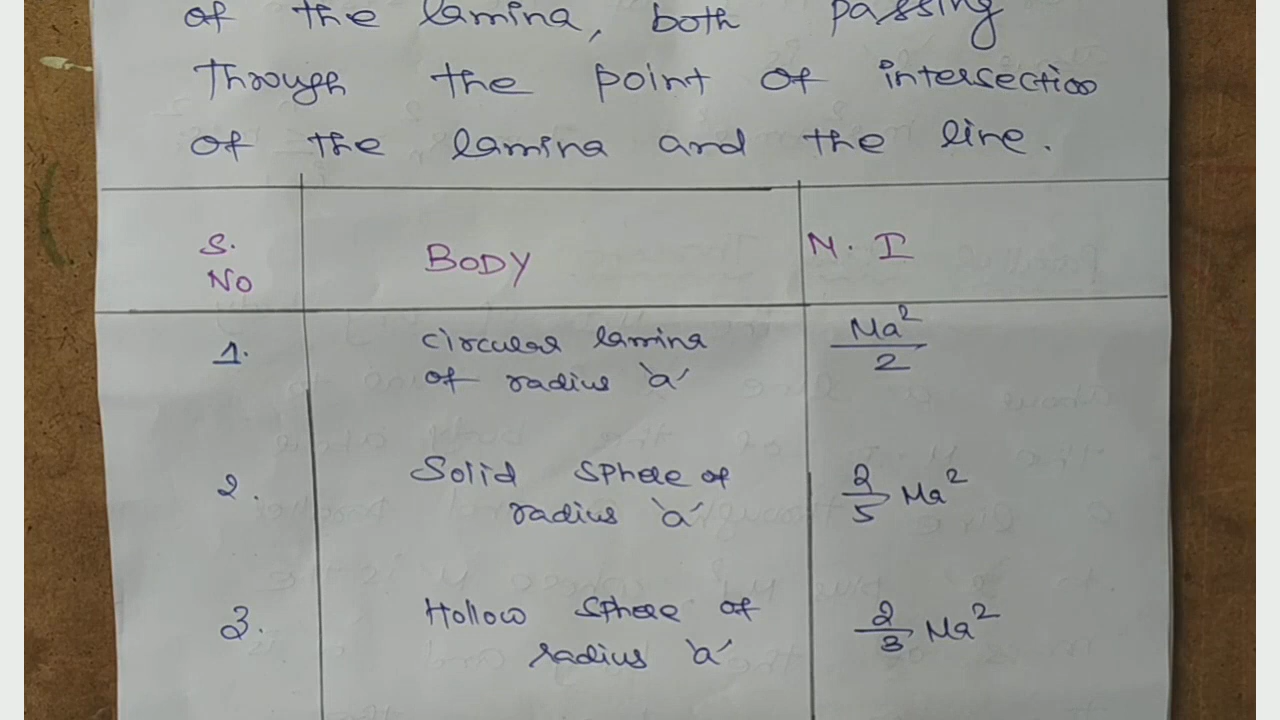 of the lamina, both passing
Through the point of intersectio
of the lamina and the line.
S. No BODY M. I
1. circular lamina of radius 'a' Ma²/2
2. Solid sphere of radius 'a' 2/5 Ma²
3. Hollow sphere of radius 'a' 2/3 Ma²